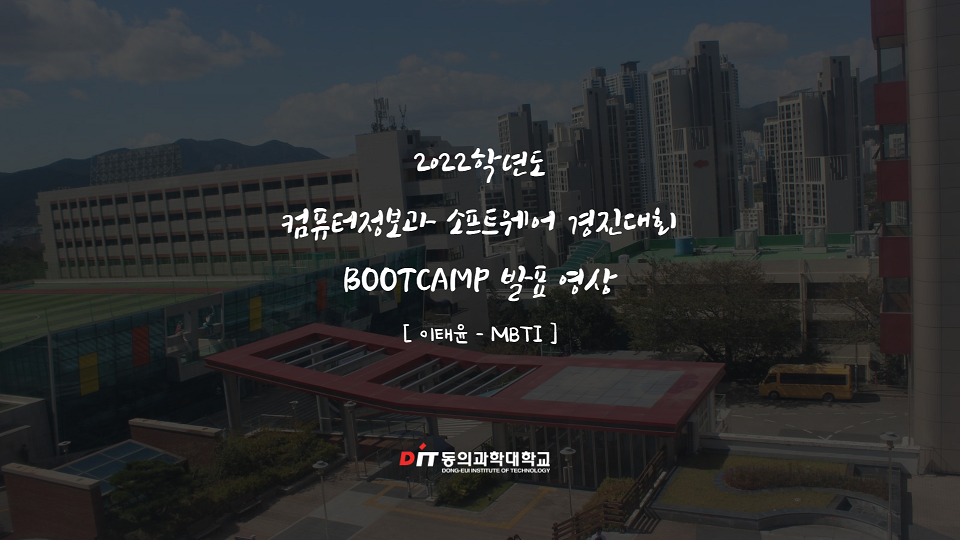 2022학년도
컴퓨터정보과 소프트웨어 경진대회
BOOTCAMP 발표 영상
[ 이태윤 - MBTI ]
DIT 동의과학대학교
DONG-EUI INSTITUTE OF TECHNOLOGY